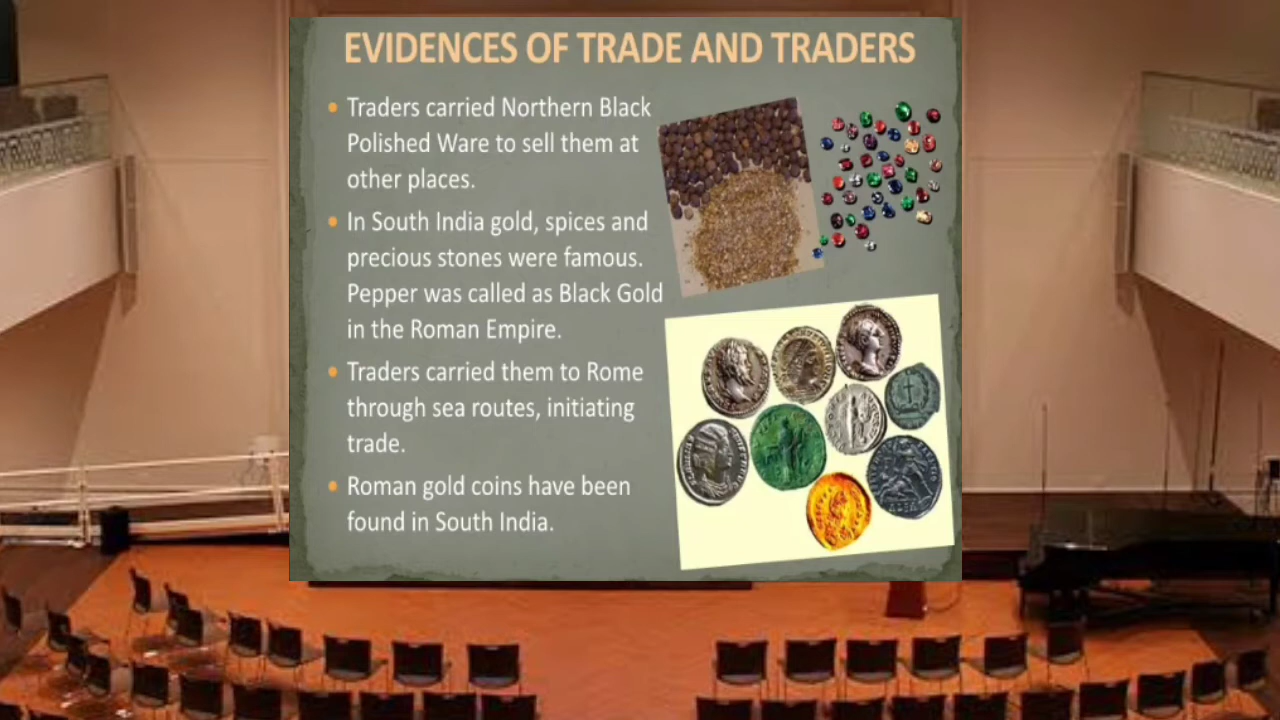 EVIDENCES OF TRADE AND TRADERS
• Traders carried Northern Black
Polished Ware to sell them at
other places.
• In South India gold, spices and
precious stones were famous.
Pepper was called as Black Gold
in the Roman Empire.
• Traders carried them to Rome
through sea routes, initiating
trade.
• Roman gold coins have been
found in South India.